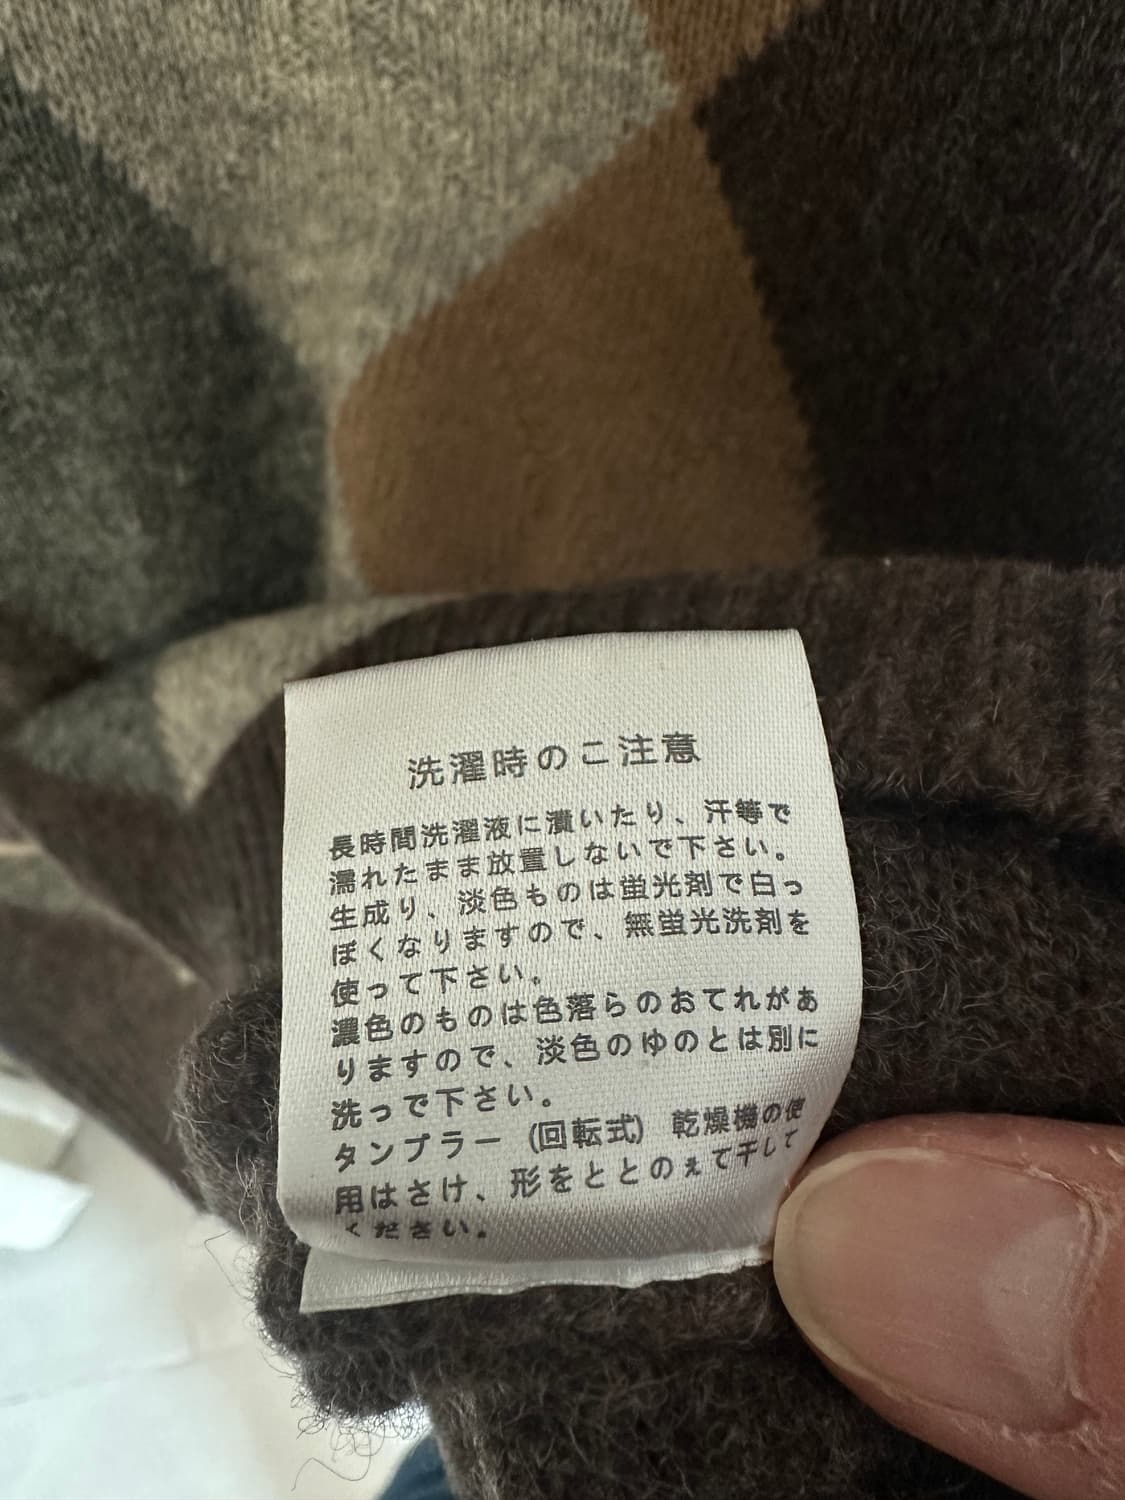 洗濯時のこ注意
長時間洗濯液に漬いたり、汗等で
濡れたまま放置しないで下さい。
生成り、淡色ものは蛍光剤で白っ
ぽくなりますので、無蛍光洗剤を
使って下さい。
濃色のものは色落らのおてれがあ
りますので、淡色のゆのとは別に
洗っで下さい。
タンプラー (回転式) 乾燥機の使
用はさけ、形をととのぇて干して
ください。